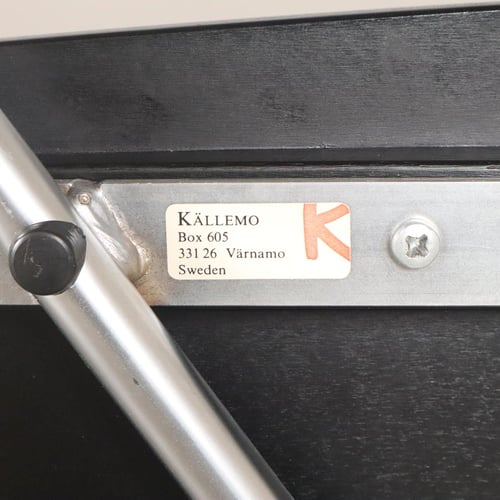 KÄLLEMO
Box 605
331 26 Värnamo
Sweden
K